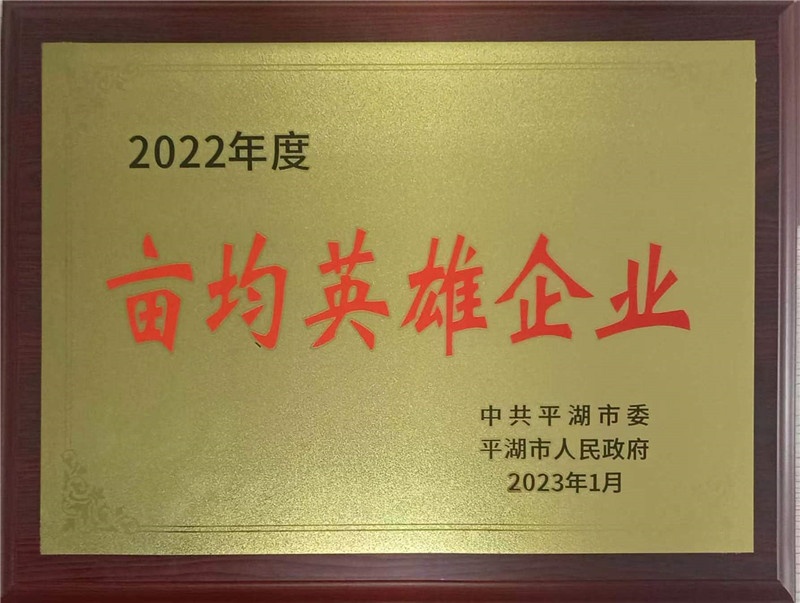 2022年度
亩均英雄企业
中共平湖市委
平湖市人民政府
2023年1月